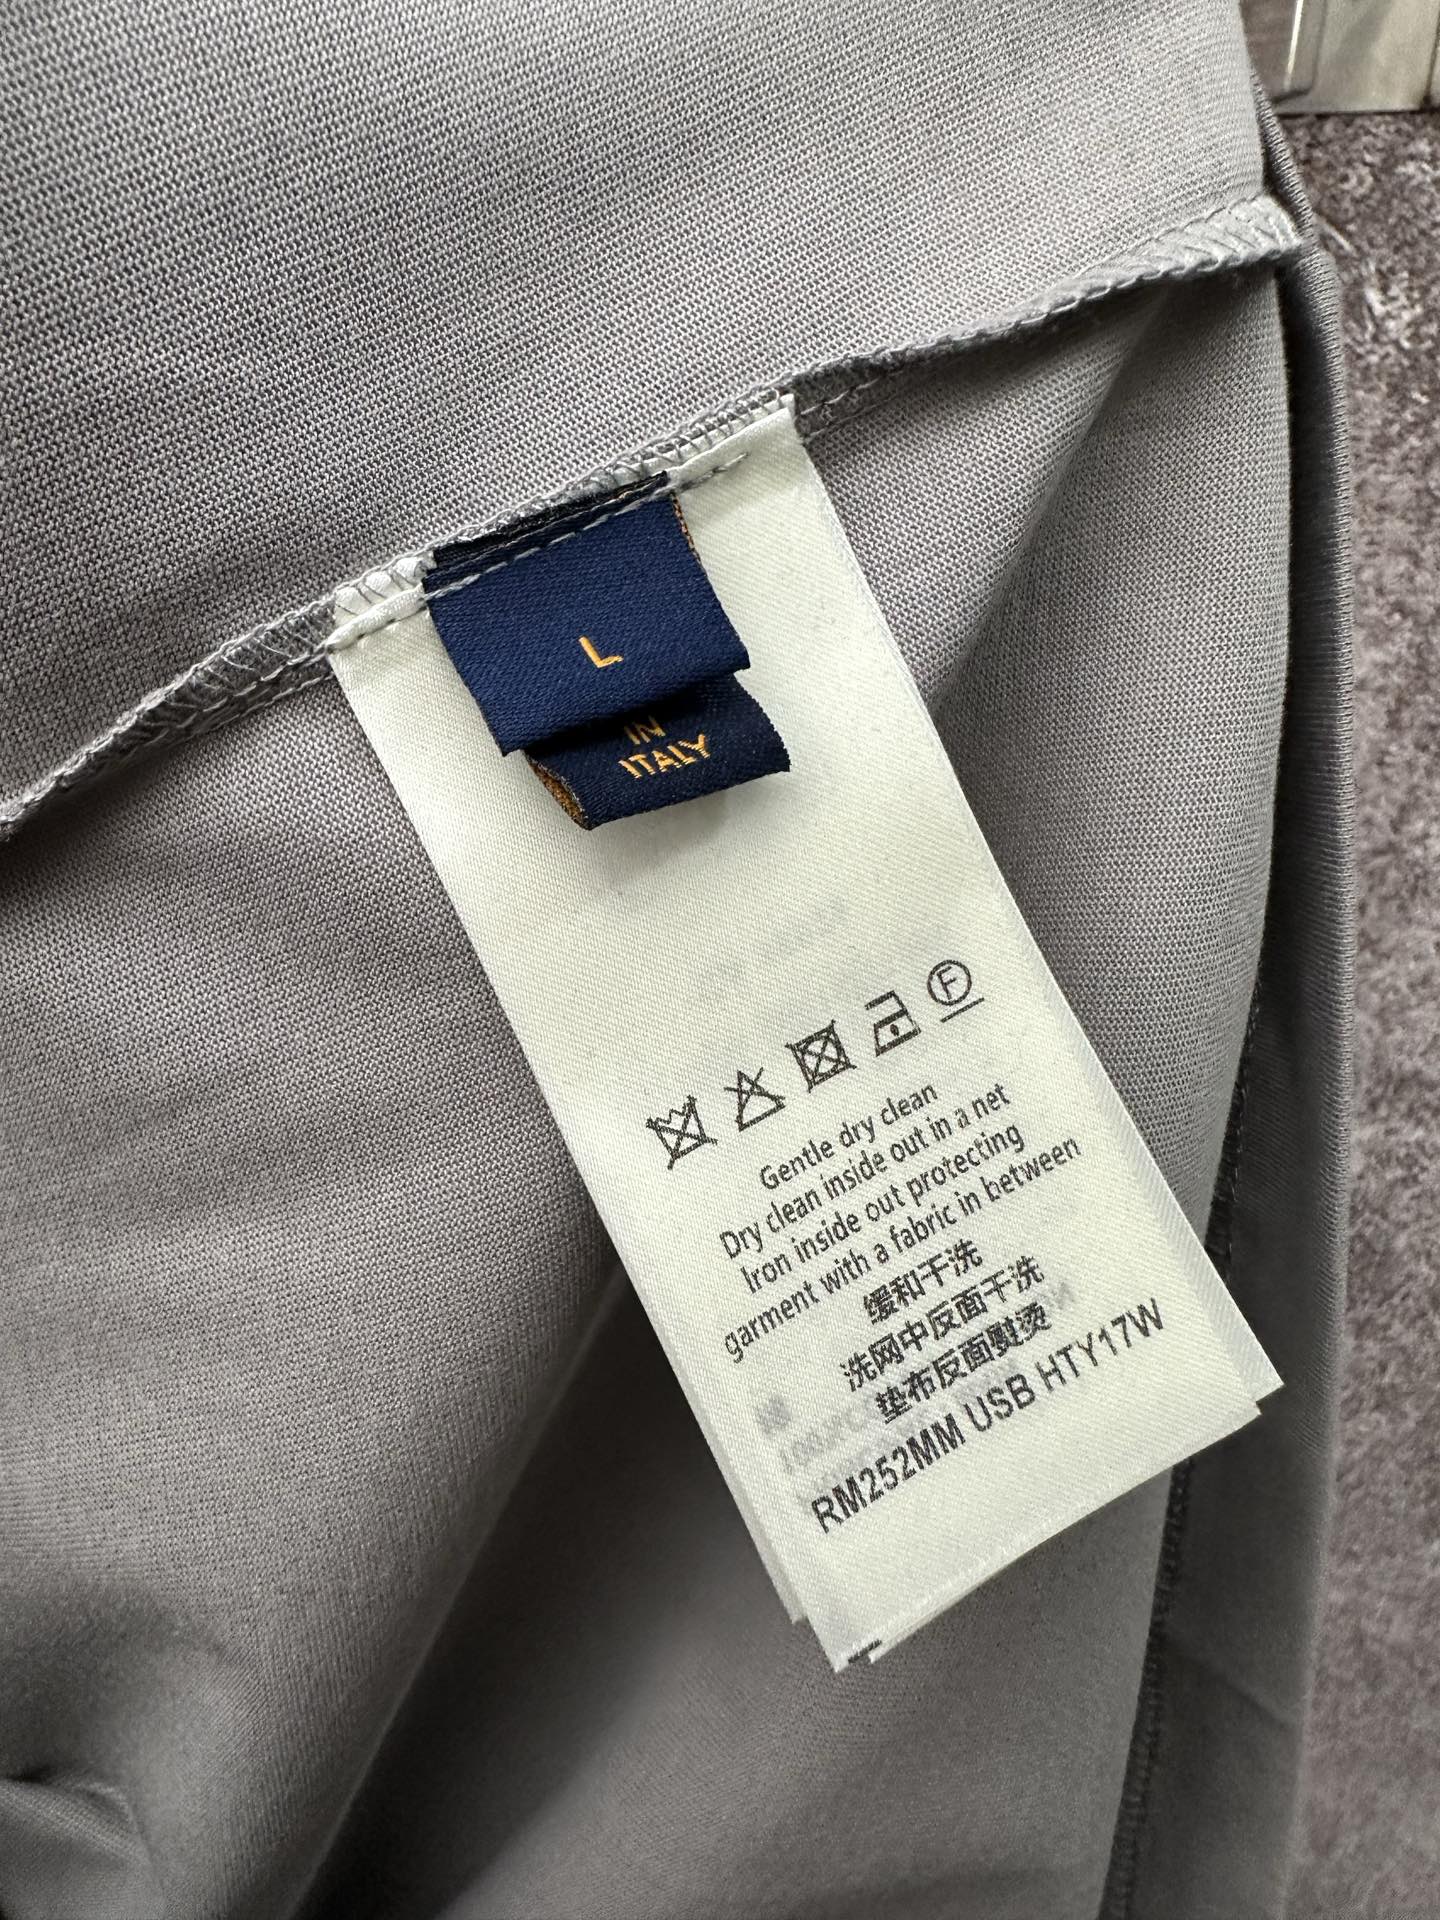 L
IN
ITALY
F
Gentle dry clean
Dry clean inside out in a net
Iron inside out protecting
garment with a fabric in between
缓和干洗
洗网中反面干洗
垫布反面熨烫
RM252MM USB HTY17W